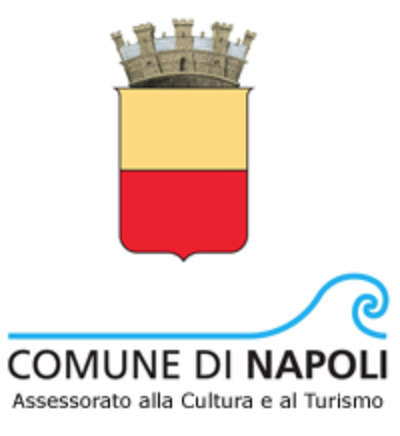 COMUNE DI NAPOLI
Assessorato alla Cultura e al Turismo